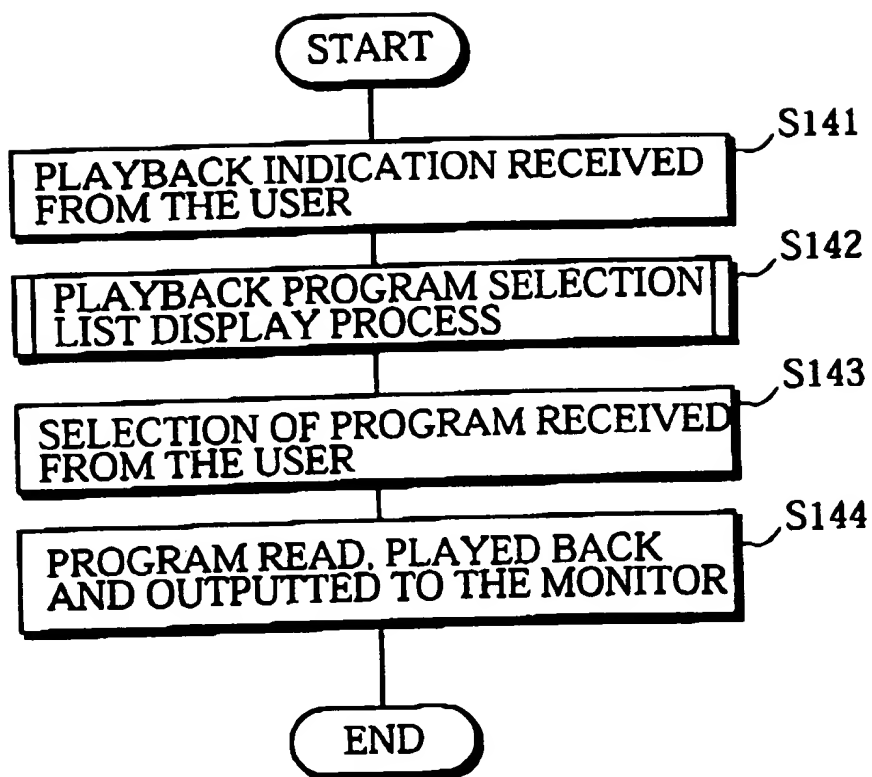 START
S141
PLAYBACK INDICATION RECEIVED
FROM THE USER
S142
PLAYBACK PROGRAM SELECTION
LIST DISPLAY PROCESS
S143
SELECTION OF PROGRAM RECEIVED
FROM THE USER
S144
PROGRAM READ, PLAYED BACK
AND OUTPUTTED TO THE MONITOR
END